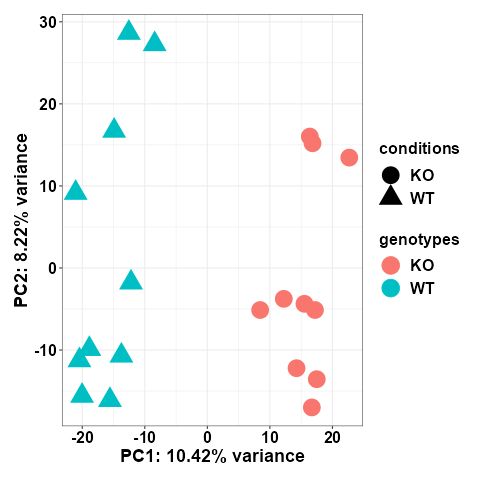 30
20
10
0
-10
PC2: 8.22% variance
-20 -10 0 10 20
PC1: 10.42% variance
conditions
KO
WT
genotypes
KO
WT